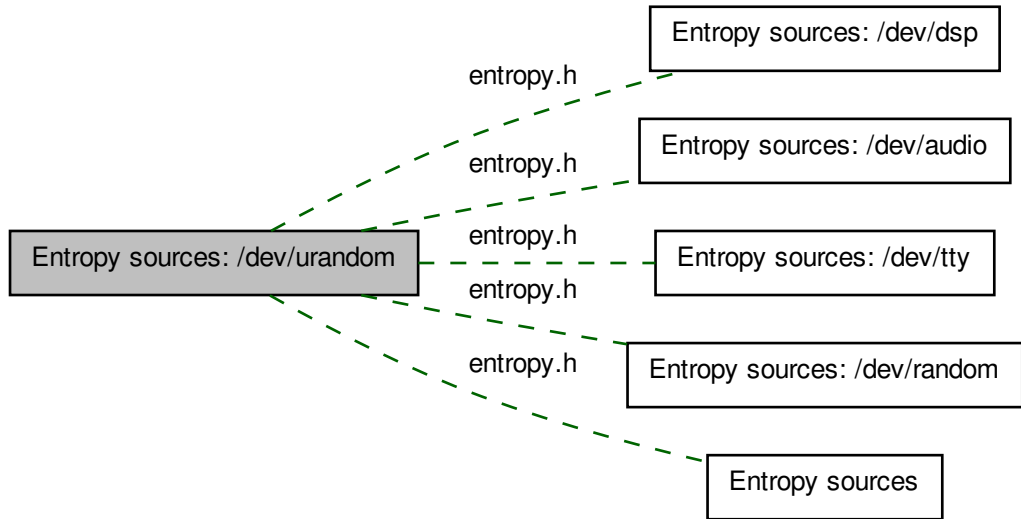 Entropy sources: /dev/dsp
entropy.h
Entropy sources: /dev/audio
entropy.h
Entropy sources: /dev/urandom
entropy.h
Entropy sources: /dev/tty
entropy.h
Entropy sources: /dev/random
entropy.h
Entropy sources